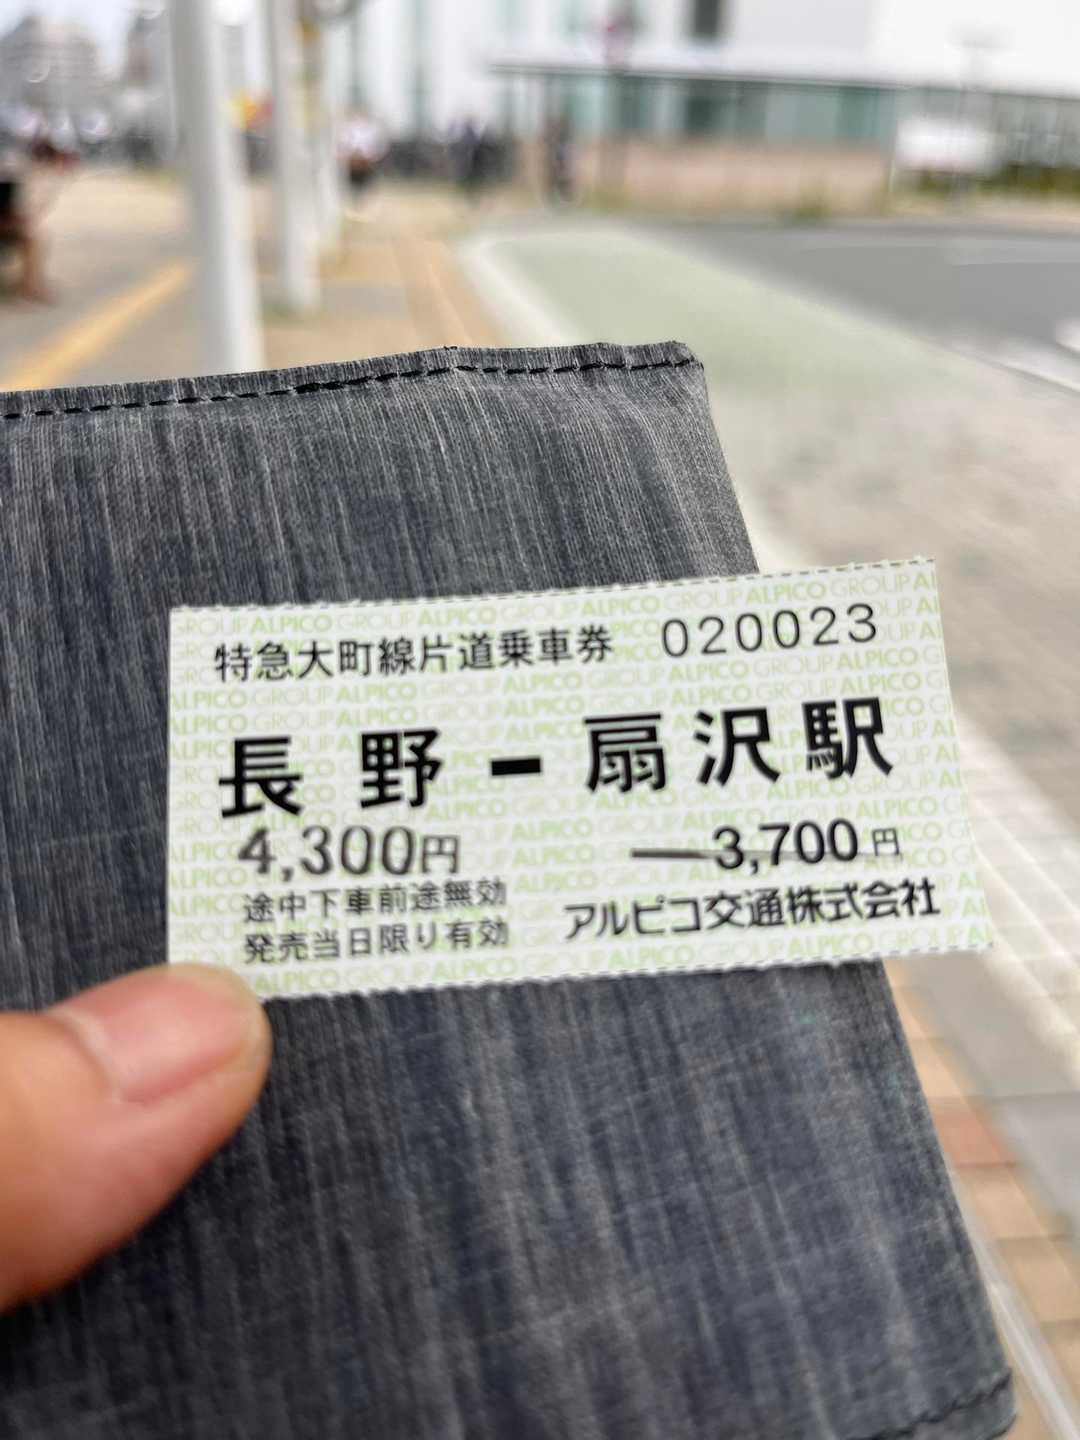 特急大町線片道乗車券 020023
長野ー扇沢駅
4,300円 3,700円
途中下車前途無効
発売当日限り有効
アルピコ交通株式会社